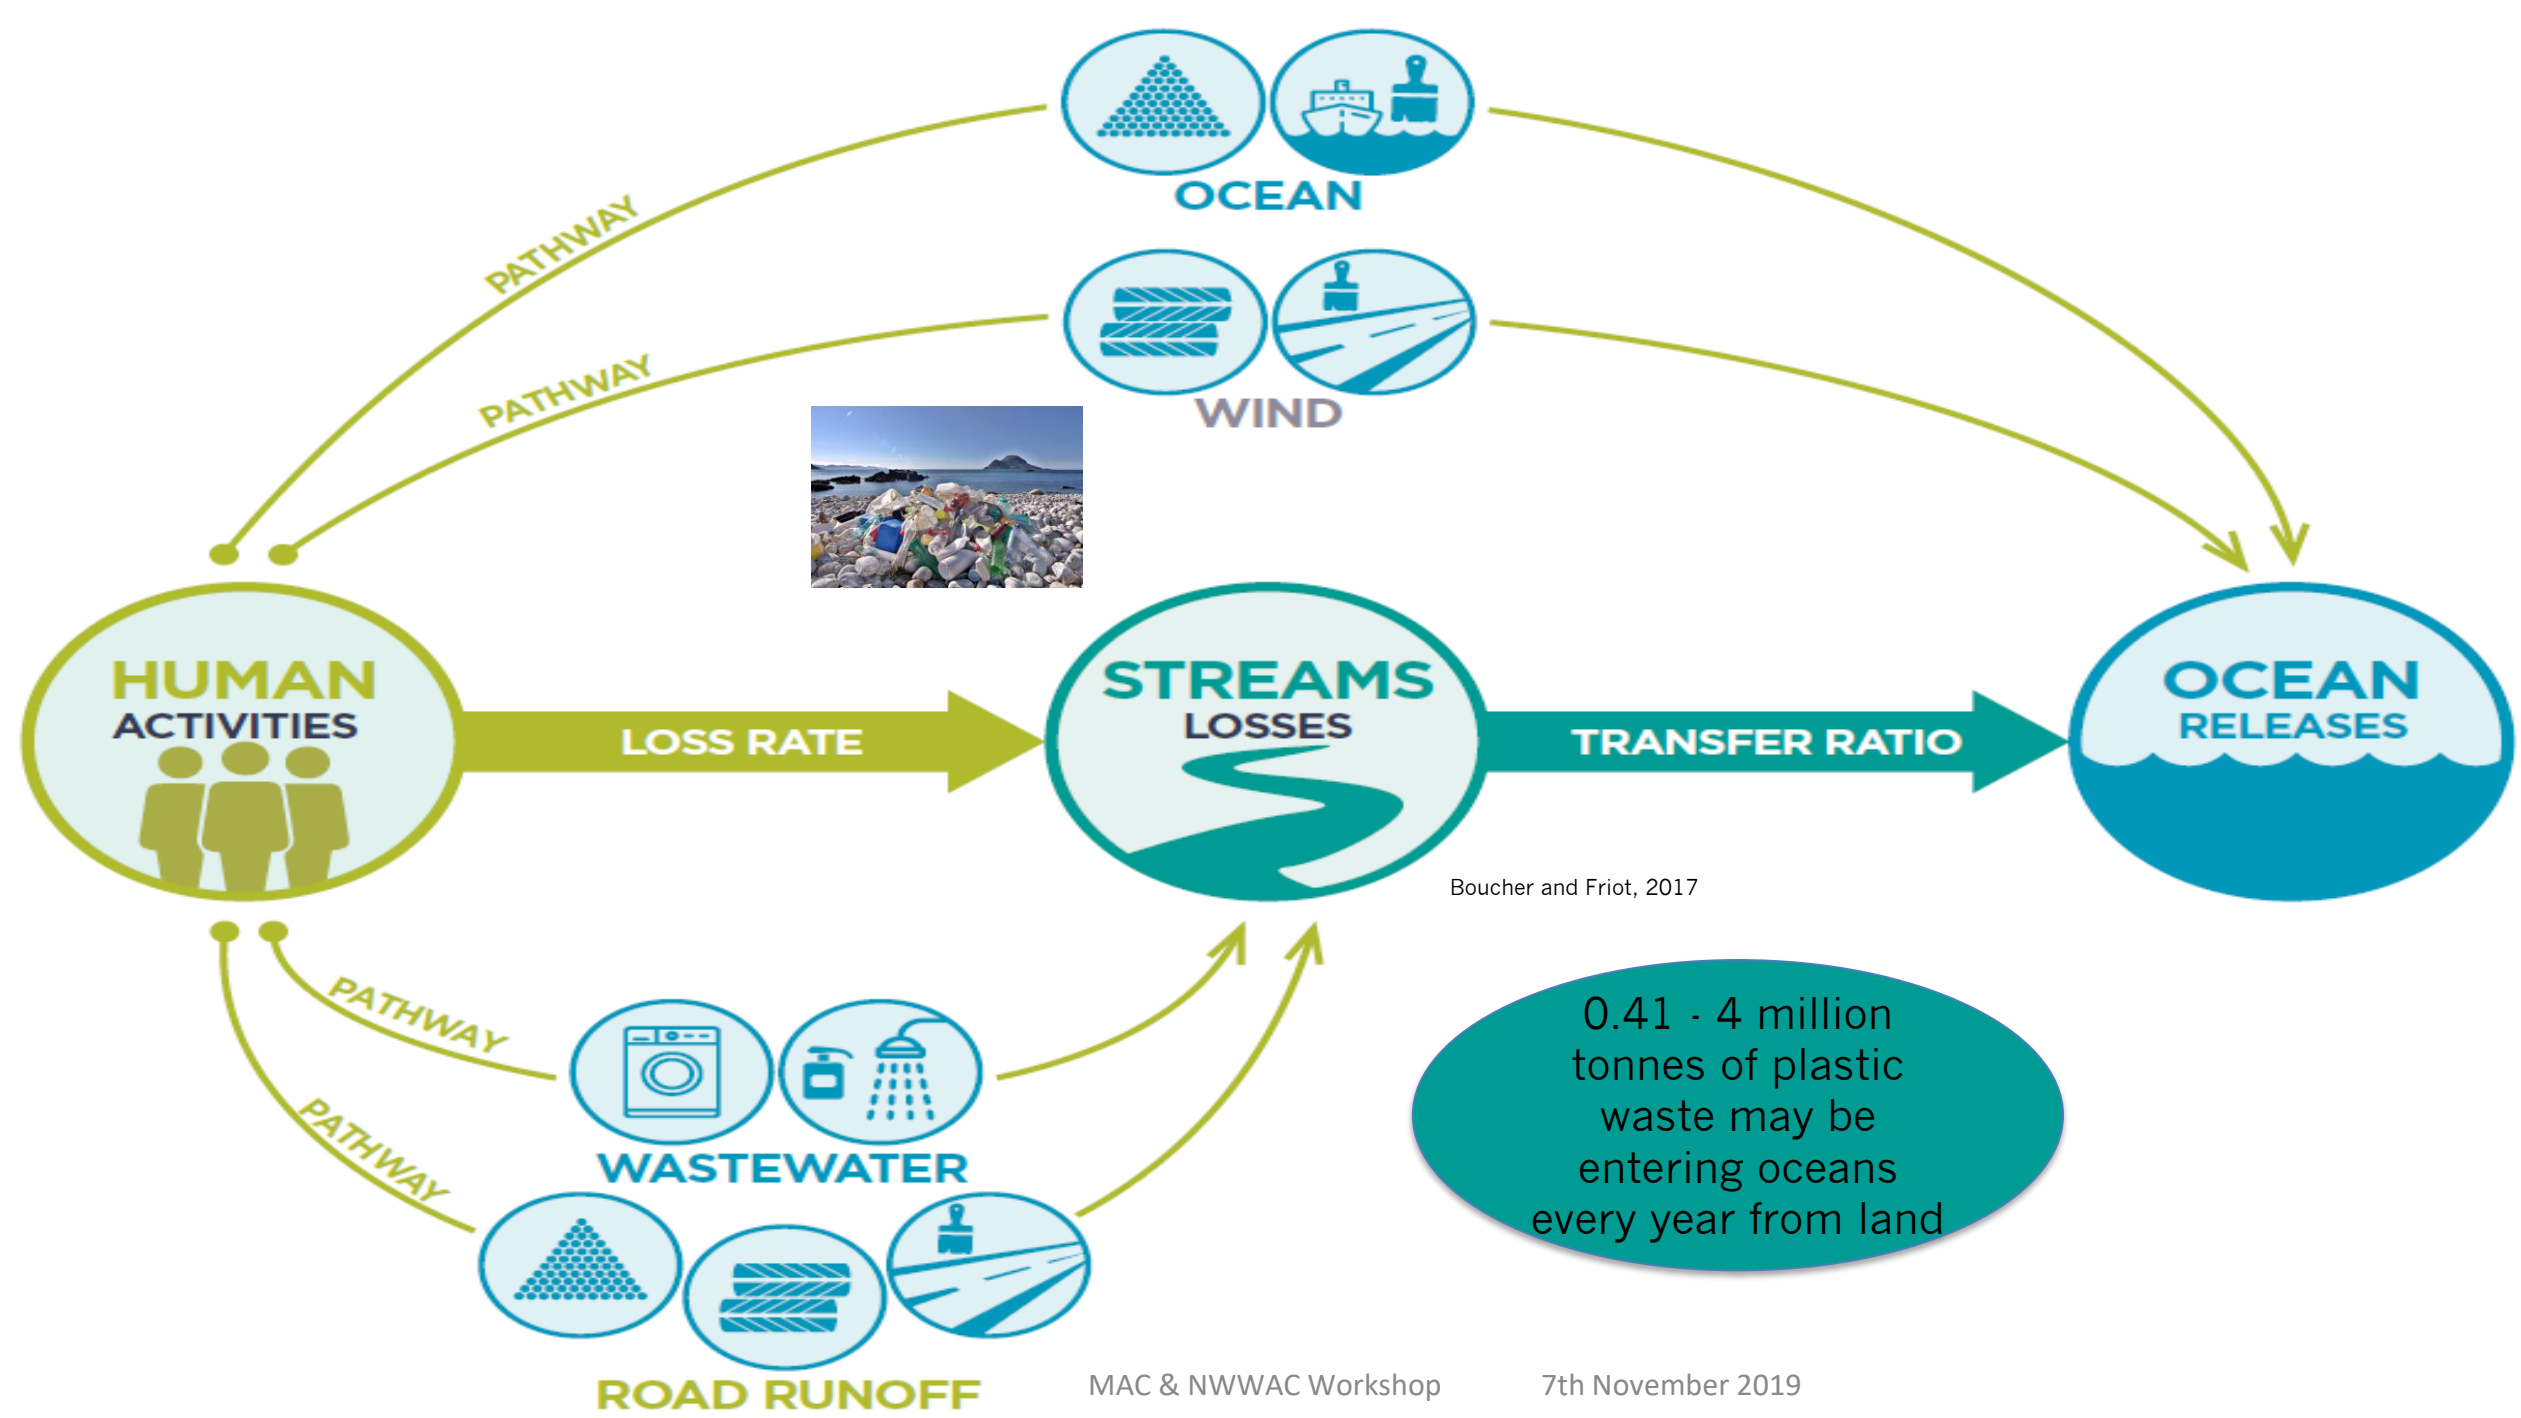 OCEAN
PATHWAY
WIND
PATHWAY
HUMAN
ACTIVITIES
LOSS RATE
STREAMS
LOSSES
TRANSFER RATIO
OCEAN
RELEASES
Boucher and Friot, 2017
PATHWAY
WASTEWATER
PATHWAY
ROAD RUNOFF
0.41 - 4 million
tonnes of plastic
waste may be
entering oceans
every year from land
MAC & NWWAC Workshop 7th November 2019